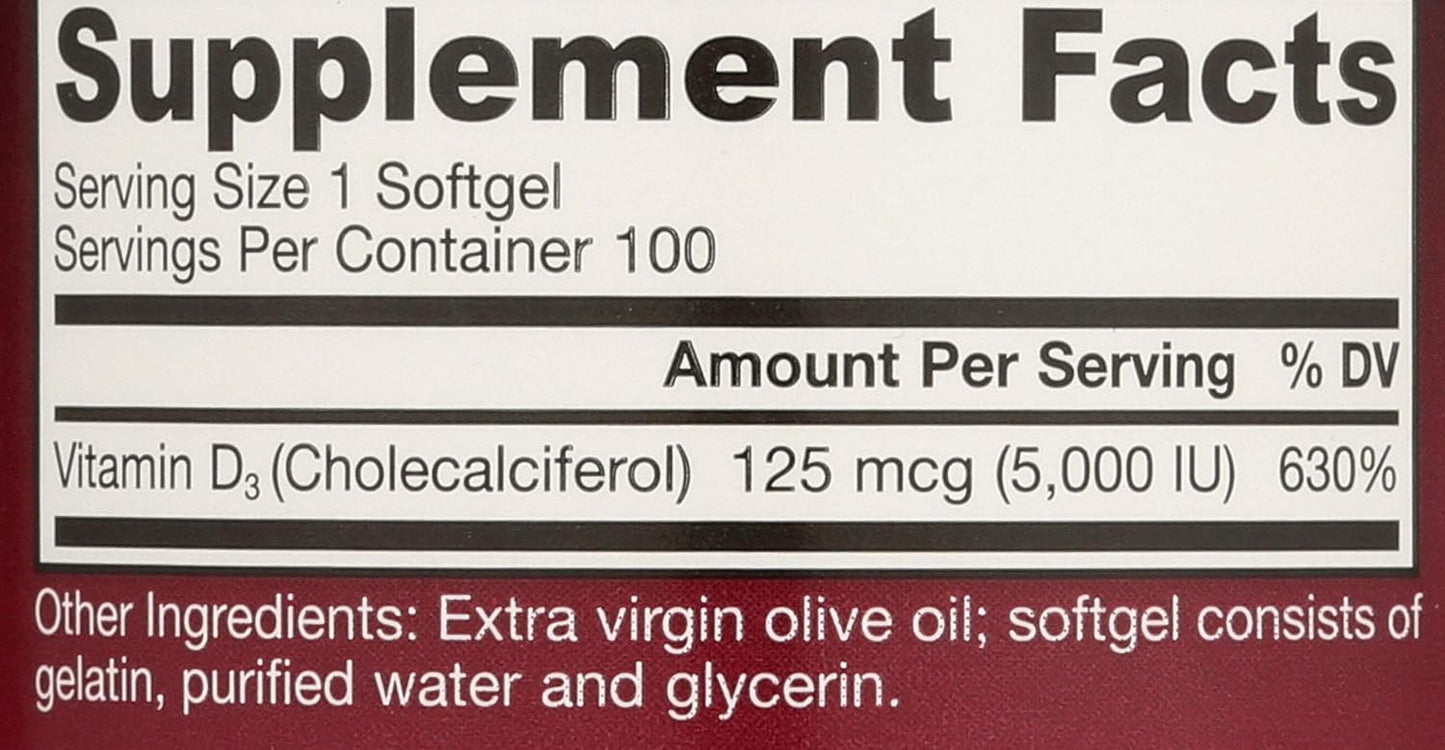 Supplement Facts
Serving Size 1 Softgel
Servings Per Container 100
Amount Per Serving % DV
Vitamin D₃ (Cholecalciferol) 125 mcg (5,000 IU) 630%
Other Ingredients: Extra virgin olive oil; softgel consists of
gelatin, purified water and glycerin.